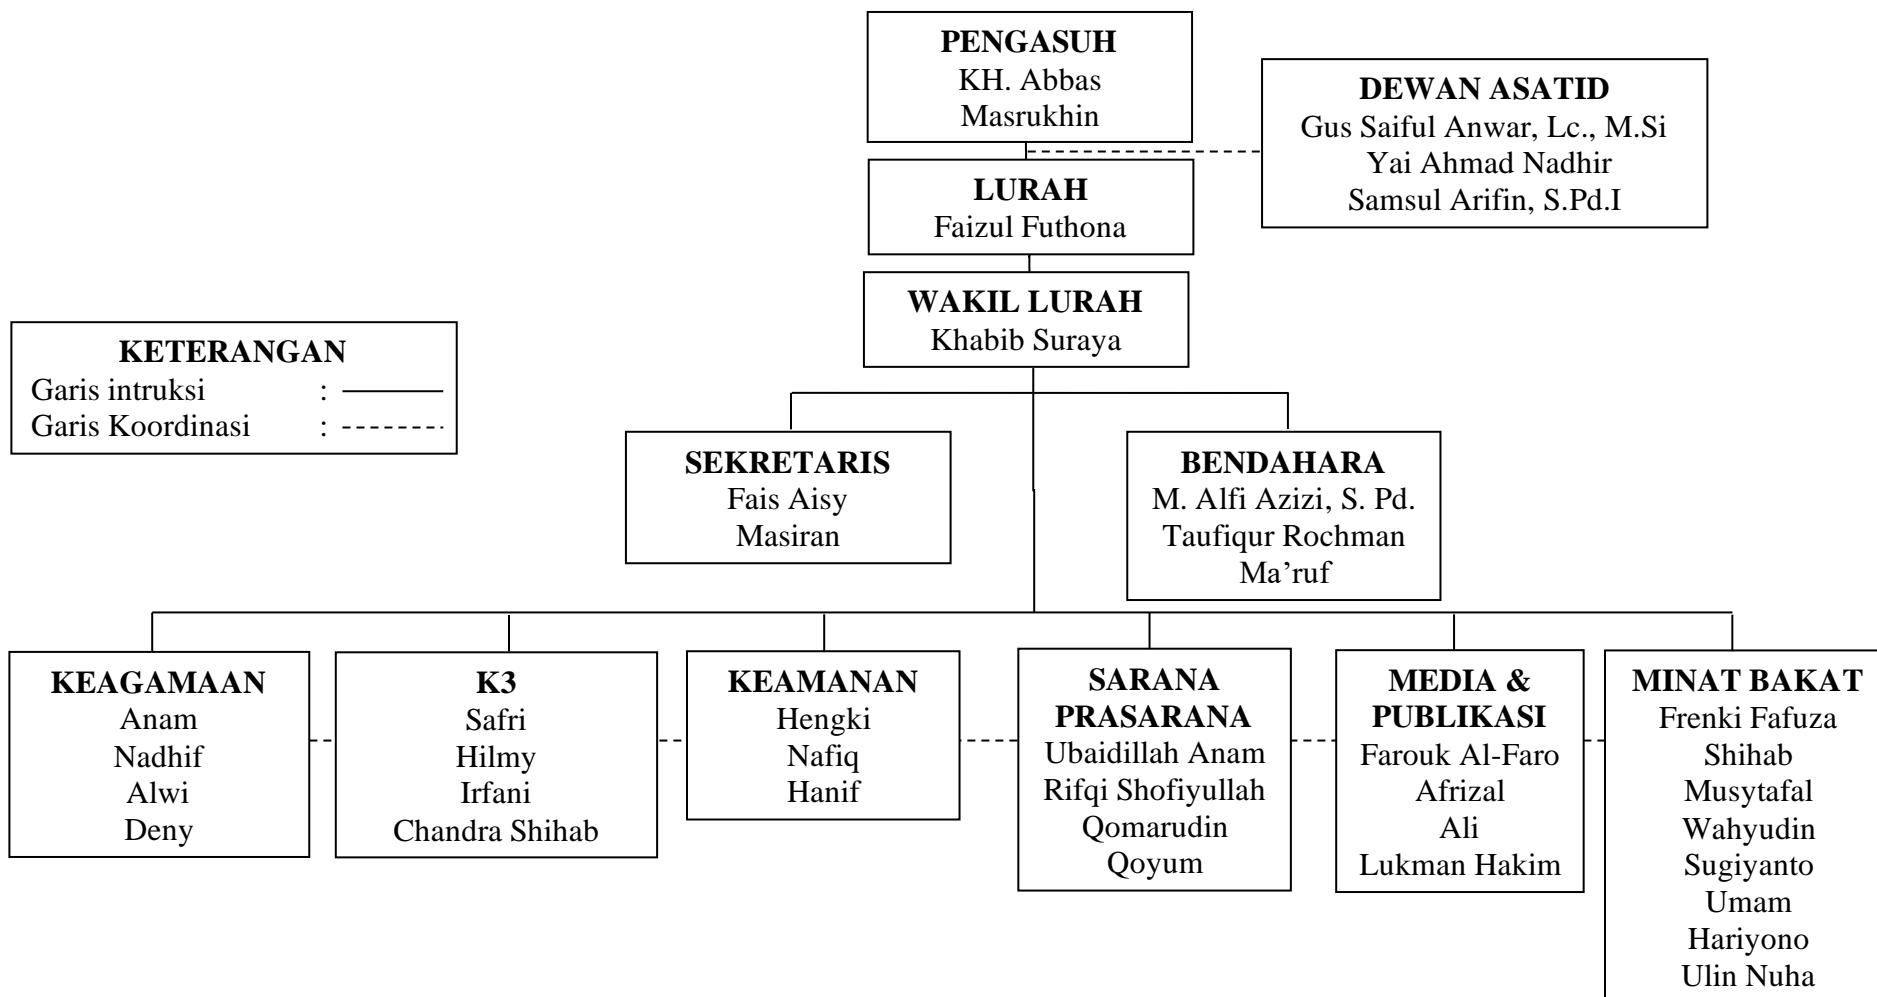 PENGASUH
KH. Abbas
Masrukhin
DEWAN ASATID
Gus Saiful Anwar, Lc., M.Si
Yai Ahmad Nadhir
Samsul Arifin, S.Pd.I
LURAH
Faizul Futhona
WAKIL LURAH
Khabib Suraya
KETERANGAN
Garis intruksi :
Garis Koordinasi :
SEKRETARIS
Fais Aisy
Masiran
BENDAHARA
M. Alfi Azizi, S. Pd.
Taufiqur Rochman
Ma’ruf
KEAGAMAAN
Anam
Nadhif
Alwi
Deny
K3
Safri
Hilmy
Irfani
Chandra Shihab
KEAMANAN
Hengki
Nafiq
Hanif
SARANA
PRASARANA
Ubaidillah Anam
Rifqi Shofiyullah
Qomarudin
Qoyum
MEDIA &
PUBLIKASI
Farouk Al-Faro
Afrizal
Ali
Lukman Hakim
MINAT BAKAT
Frenki Fafuza
Shihab
Musytafal
Wahyudin
Sugiyanto
Umam
Hariyono
Ulin Nuha